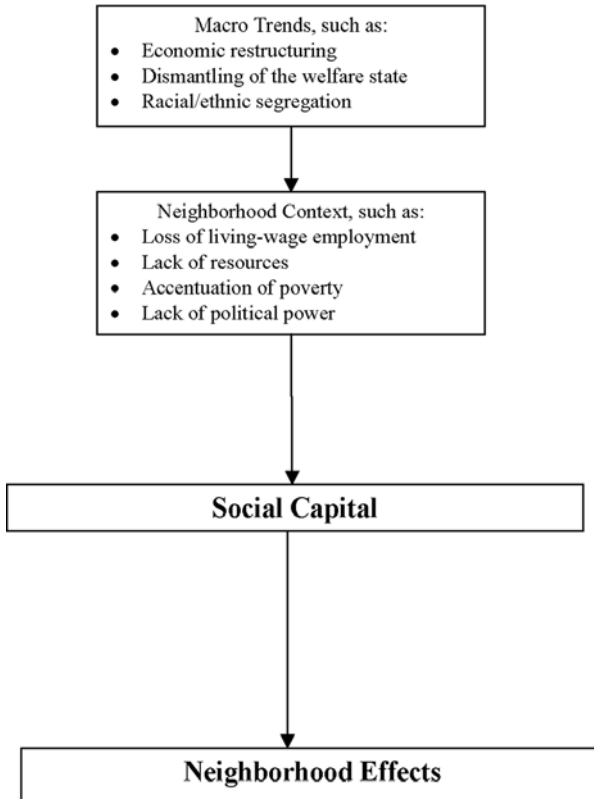 Macro Trends, such as:
• Economic restructuring
• Dismantling of the welfare state
• Racial/ethnic segregation
Neighborhood Context, such as:
• Loss of living-wage employment
• Lack of resources
• Accentuation of poverty
• Lack of political power
Social Capital
Neighborhood Effects